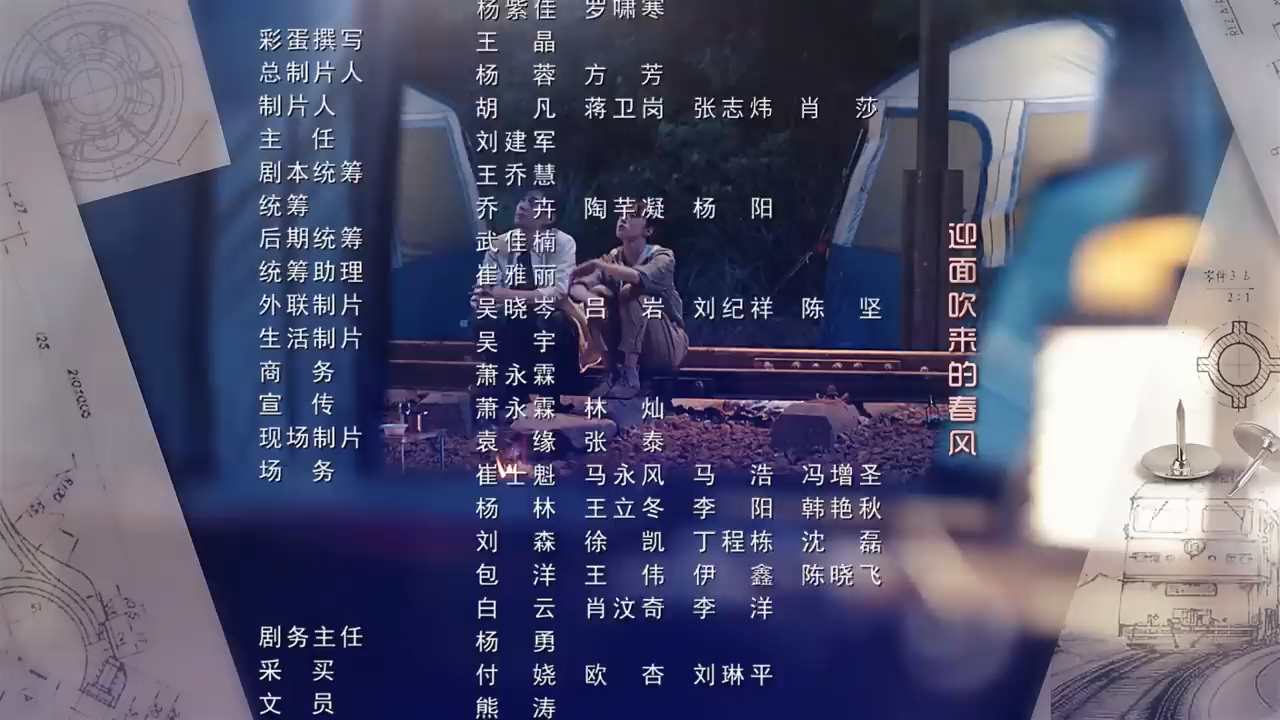 杨紫佳 罗啸寒
彩蛋撰写 王 晶
总制片人 杨 蓉 方 芳
制片人 胡 凡 蒋卫岗 张志炜 肖 莎
主 任 刘建军
剧本统筹 王乔慧
统筹 乔 卉 陶芊凝 杨 阳
后期统筹 武佳楠
统筹助理 崔雅丽
外联制片 吴晓岑 吕 岩 刘纪祥 陈 坚
生活制片 吴 宇
商 务 萧永霖
宣 传 萧永霖 林 灿
现场制片 袁 缘 张 泰
场 务 崔士魁 马永风 马 浩 冯增圣
杨 林 王立冬 李 阳 韩艳秋
刘 森 徐 凯 丁程栋 沈 磊
包 洋 王 伟 伊 鑫 陈晓飞
白 云 肖汶奇 李 洋
剧务主任 杨 勇
采 买 付 娆 欧 杏 刘琳平
文 员 熊 涛
迎面吹来的春风
2:1
27